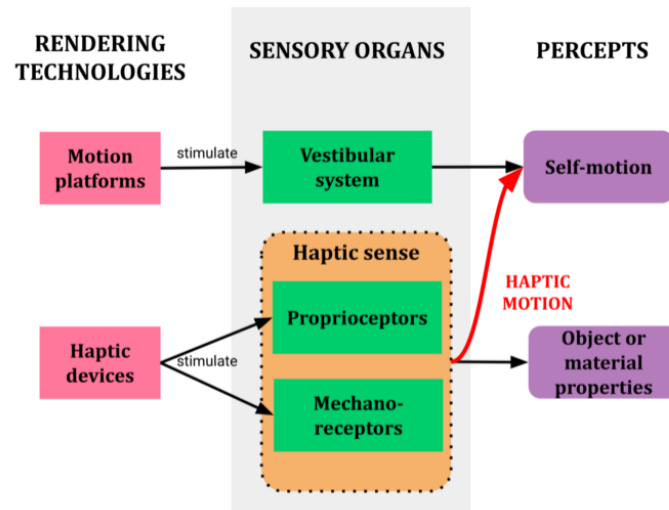 RENDERING
TECHNOLOGIES
SENSORY ORGANS
PERCEPTS
Motion
platforms
stimulate
Vestibular
system
Self-motion
Haptic sense
HAPTIC
MOTION
Proprioceptors
Haptic
devices
stimulate
Object or
material
properties
Mechano-
receptors